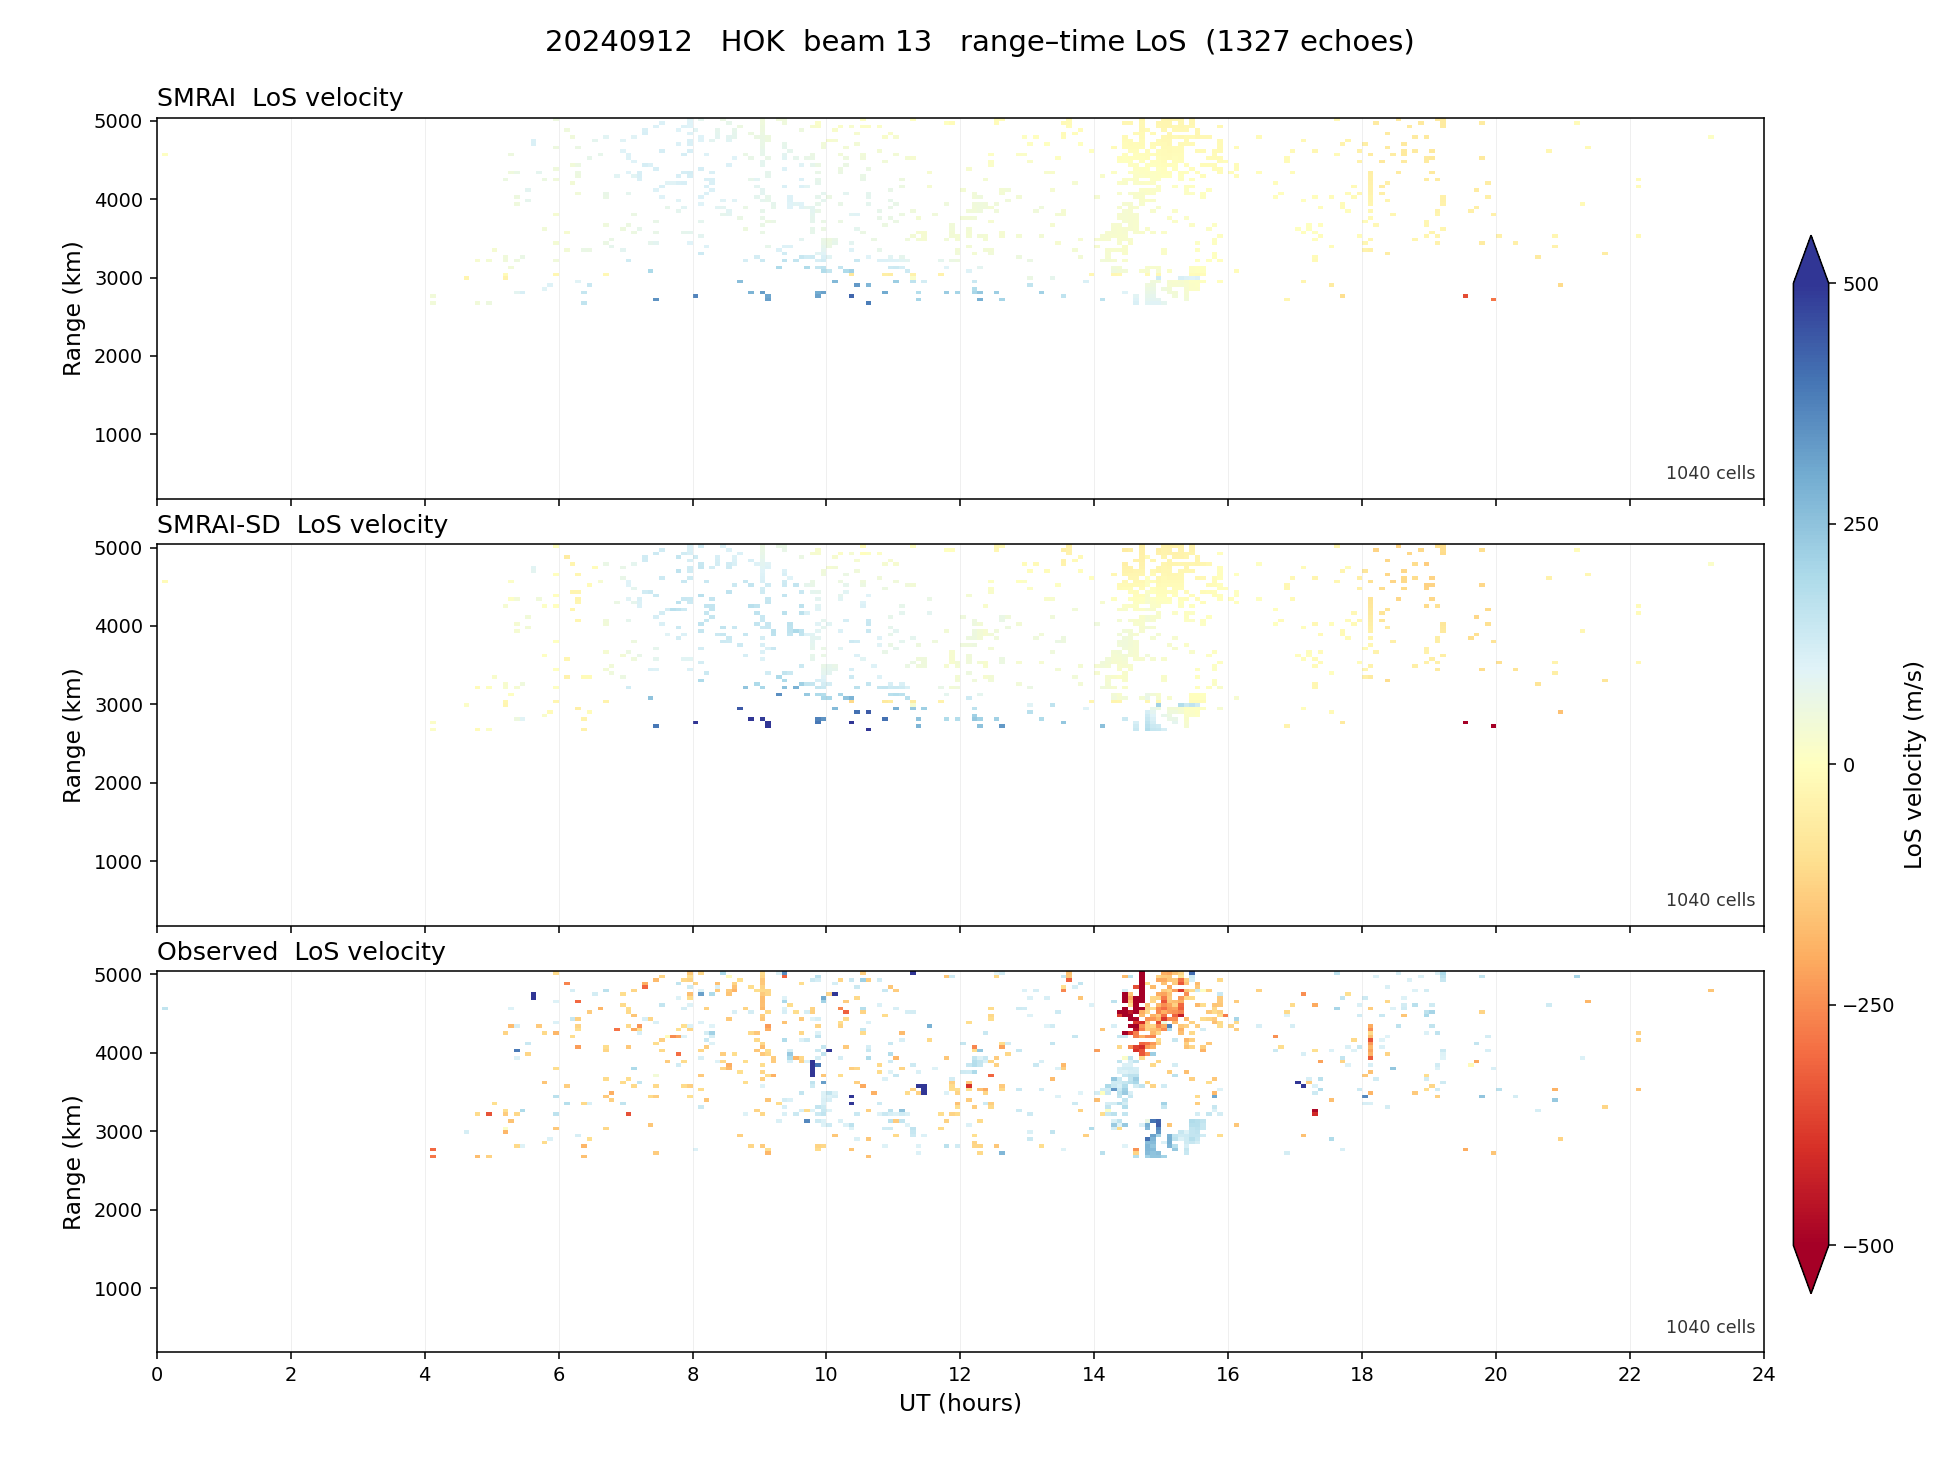 20240912   HOK  beam 13   range–time LoS  (1327 echoes)
SMRAI  LoS velocity
5000
4000
3000
2000
1000
Range (km)
1040 cells
SMRAI-SD  LoS velocity
5000
4000
3000
2000
1000
Range (km)
1040 cells
Observed  LoS velocity
5000
4000
3000
2000
1000
Range (km)
1040 cells
0 2 4 6 8 10 12 14 16 18 20 22 24
UT (hours)
500
250
0
−250
−500
LoS velocity (m/s)